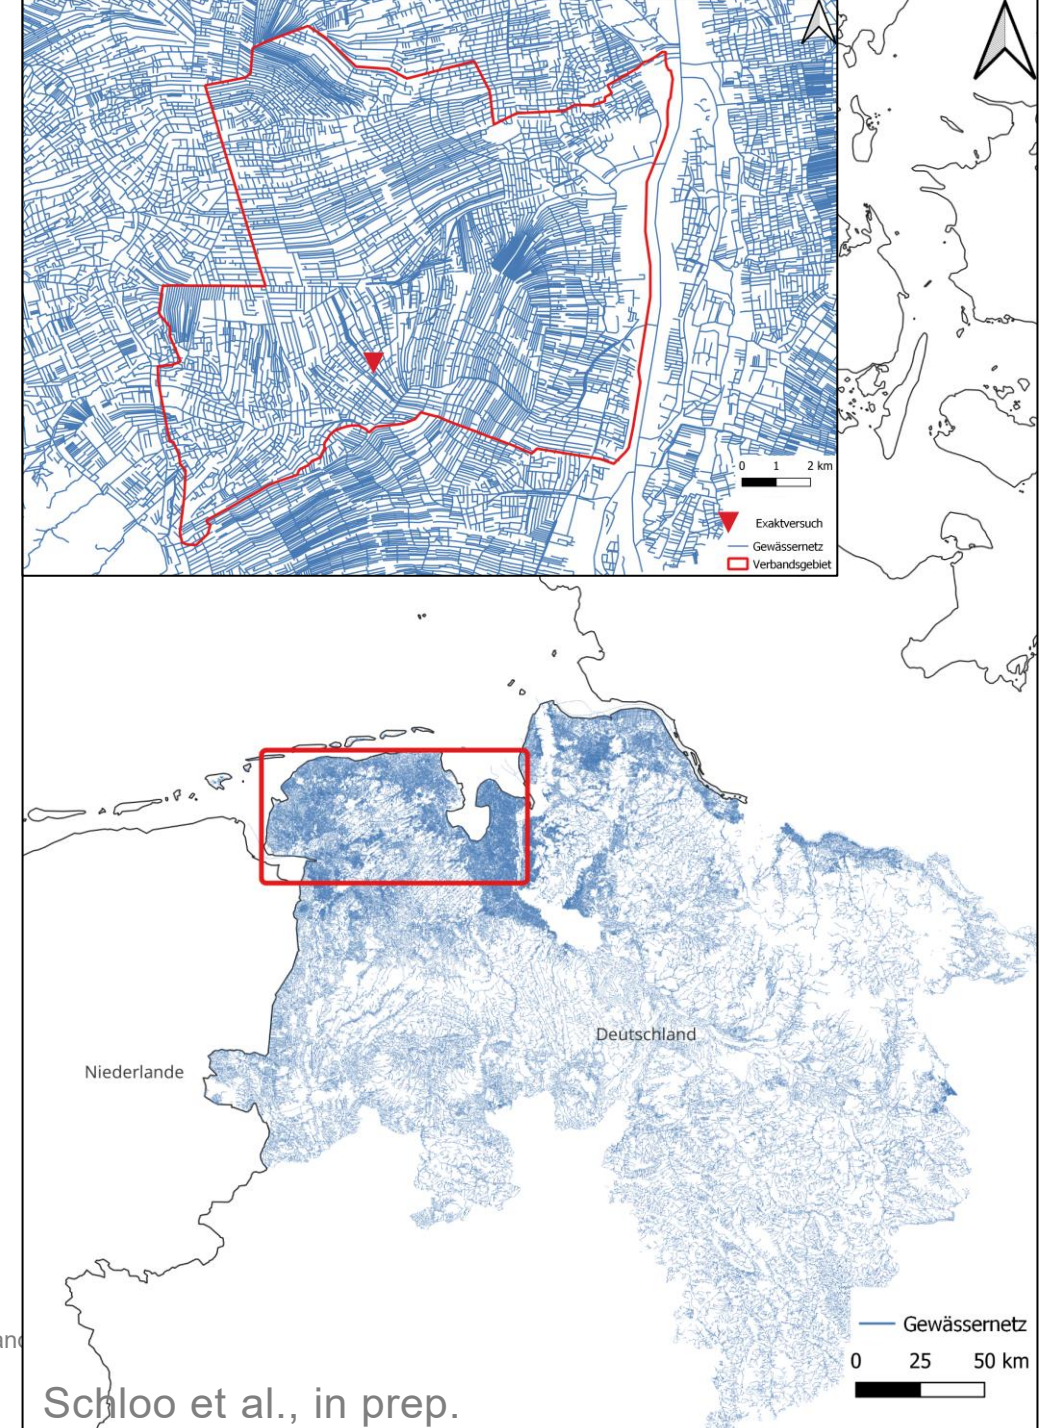 0 1 2 km
Exaktversuch
Gewässernetz
Verbandsgebiet
Deutschland
Niederlande
Gewässernetz
0 25 50 km
Schloo et al., in prep.